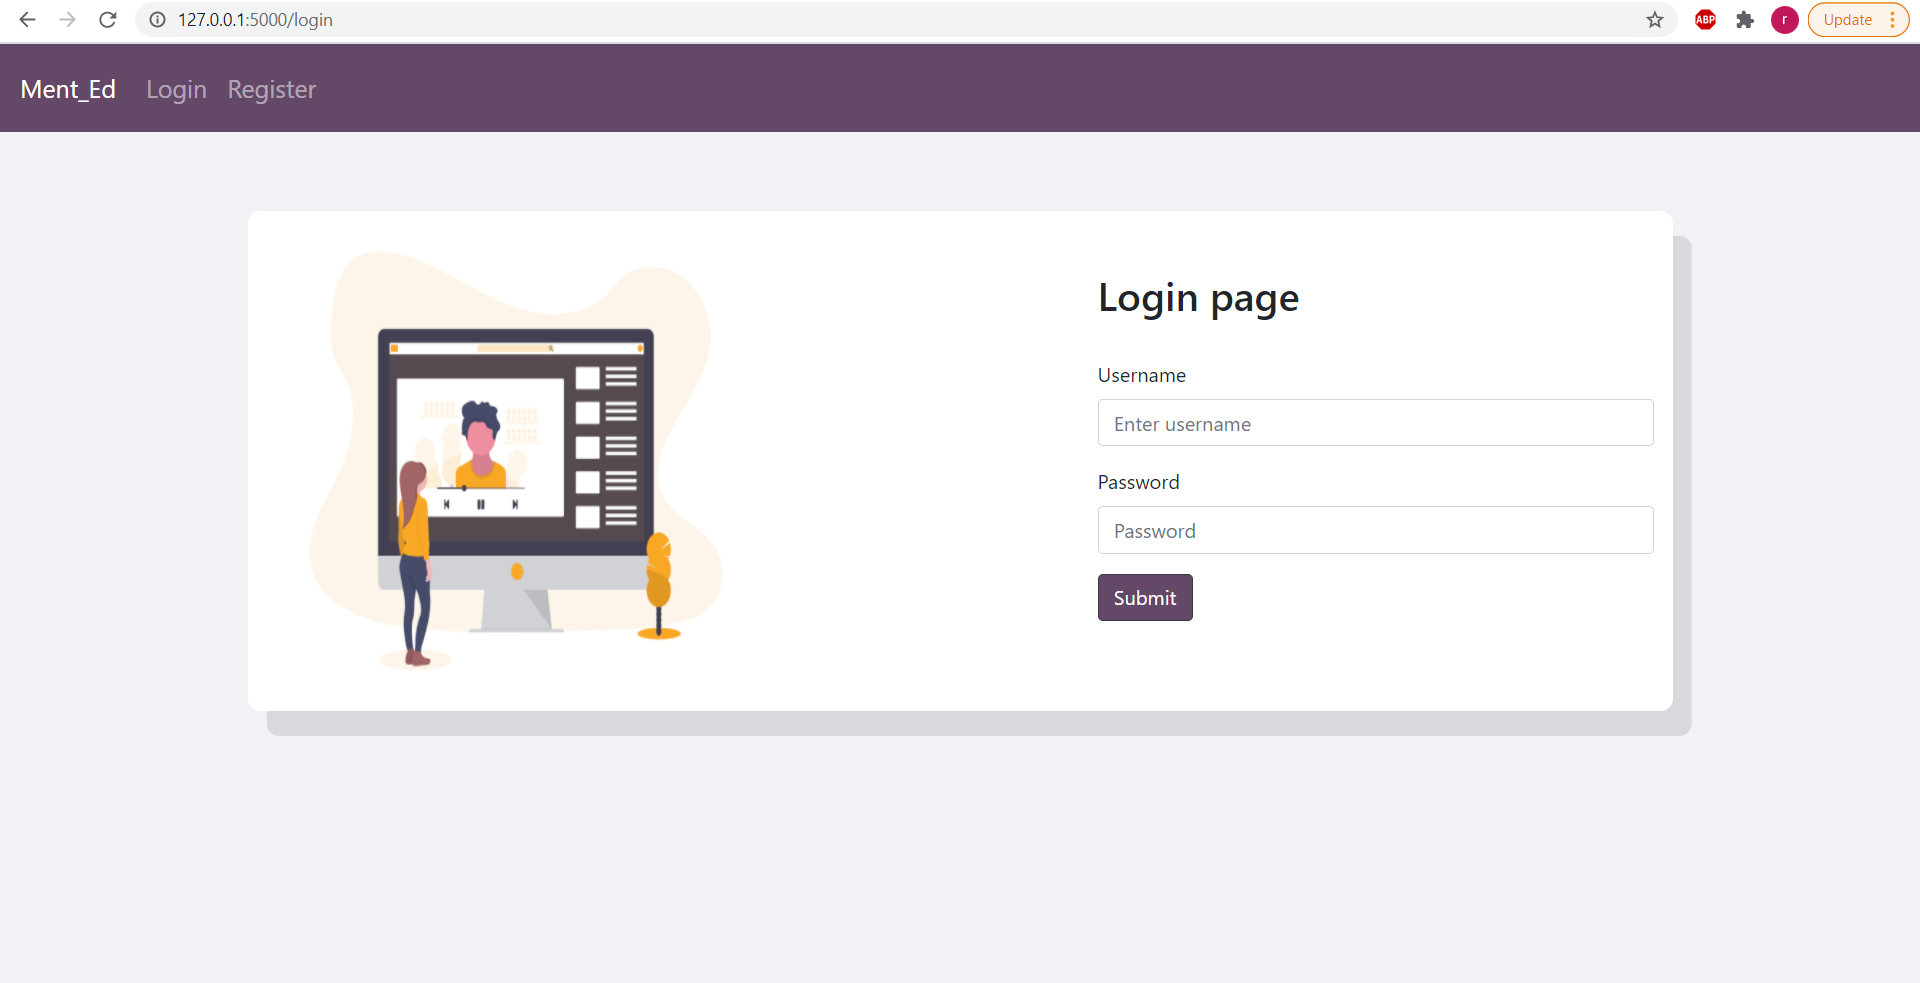 127.0.0.1:5000/login
ABP
r
Update
Ment_Ed Login Register
Login page
Username
Enter username
Password
Password
Submit